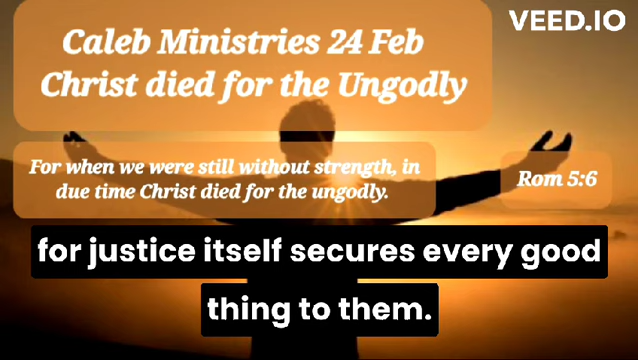 VEED.IO
Caleb Ministries 24 Feb
Christ died for the Ungodly
For when we were still without strength, in
due time Christ died for the ungodly.
Rom 5:6
for justice itself secures every good
thing to them.